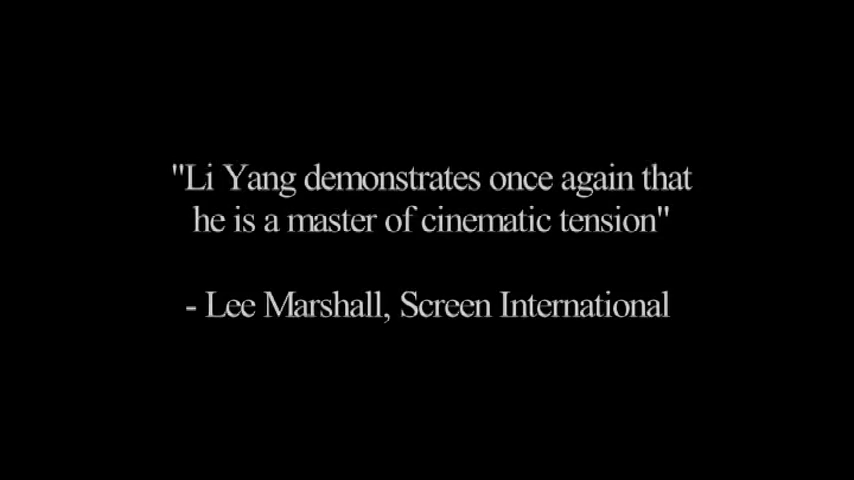 "Li Yang demonstrates once again that
he is a master of cinematic tension"
- Lee Marshall, Screen International